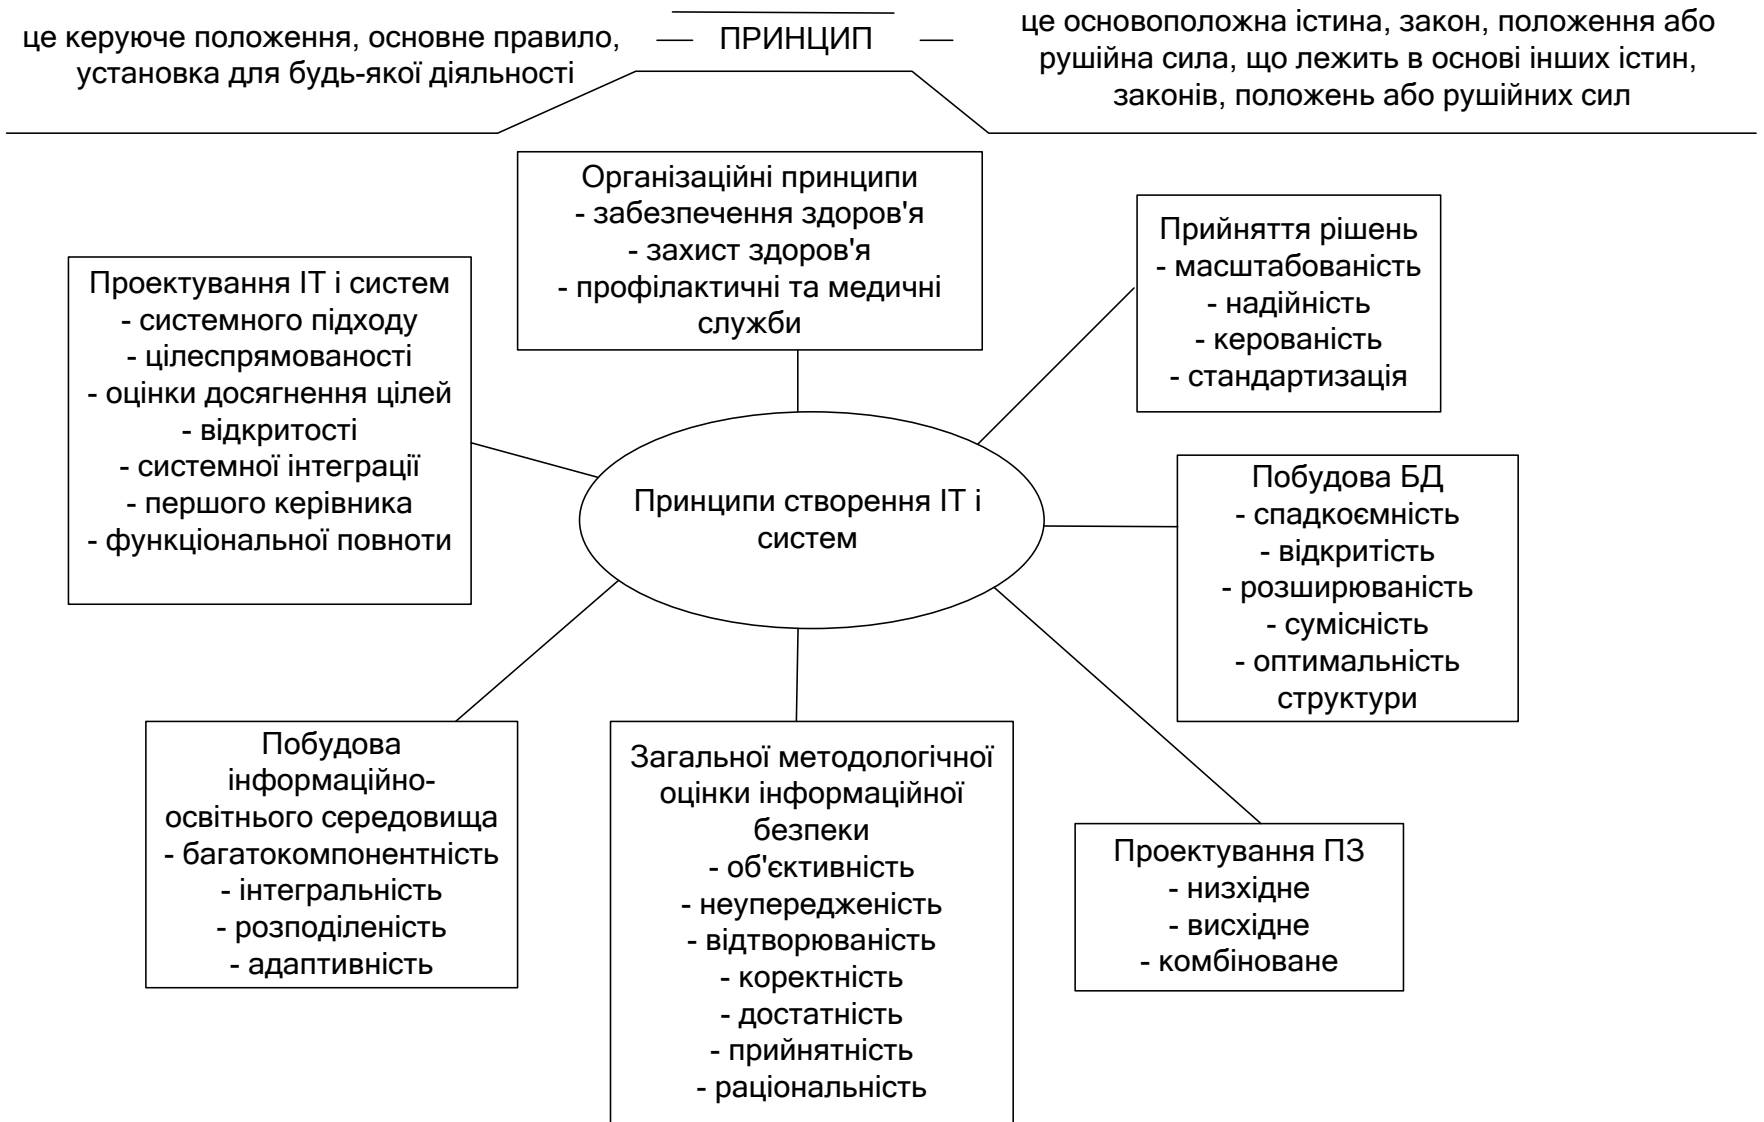 це керуюче положення, основне правило,
установка для будь-якої діяльності
— ПРИНЦИП —
це основоположна істина, закон, положення або
рушійна сила, що лежить в основі інших істин,
законів, положень або рушійних сил
Організаційні принципи
- забезпечення здоров'я
- захист здоров'я
- профілактичні та медичні
служби
Прийняття рішень
- масштабованість
- надійність
- керованість
- стандартизація
Проектування ІТ і систем
- системного підходу
- цілеспрямованості
- оцінки досягнення цілей
- відкритості
- системної інтеграції
- першого керівника
- функціональної повноти
Принципи створення ІТ і
систем
Побудова БД
- спадкоємність
- відкритість
- розширюваність
- сумісність
- оптимальність
структури
Побудова
інформаційно-
освітнього середовища
- багатокомпонентність
- інтегральність
- розподіленість
- адаптивність
Загальної методологічної
оцінки інформаційної
безпеки
- об'єктивність
- неупередженість
- відтворюваність
- коректність
- достатність
- прийнятність
- раціональність
Проектування ПЗ
- низхідне
- висхідне
- комбіноване